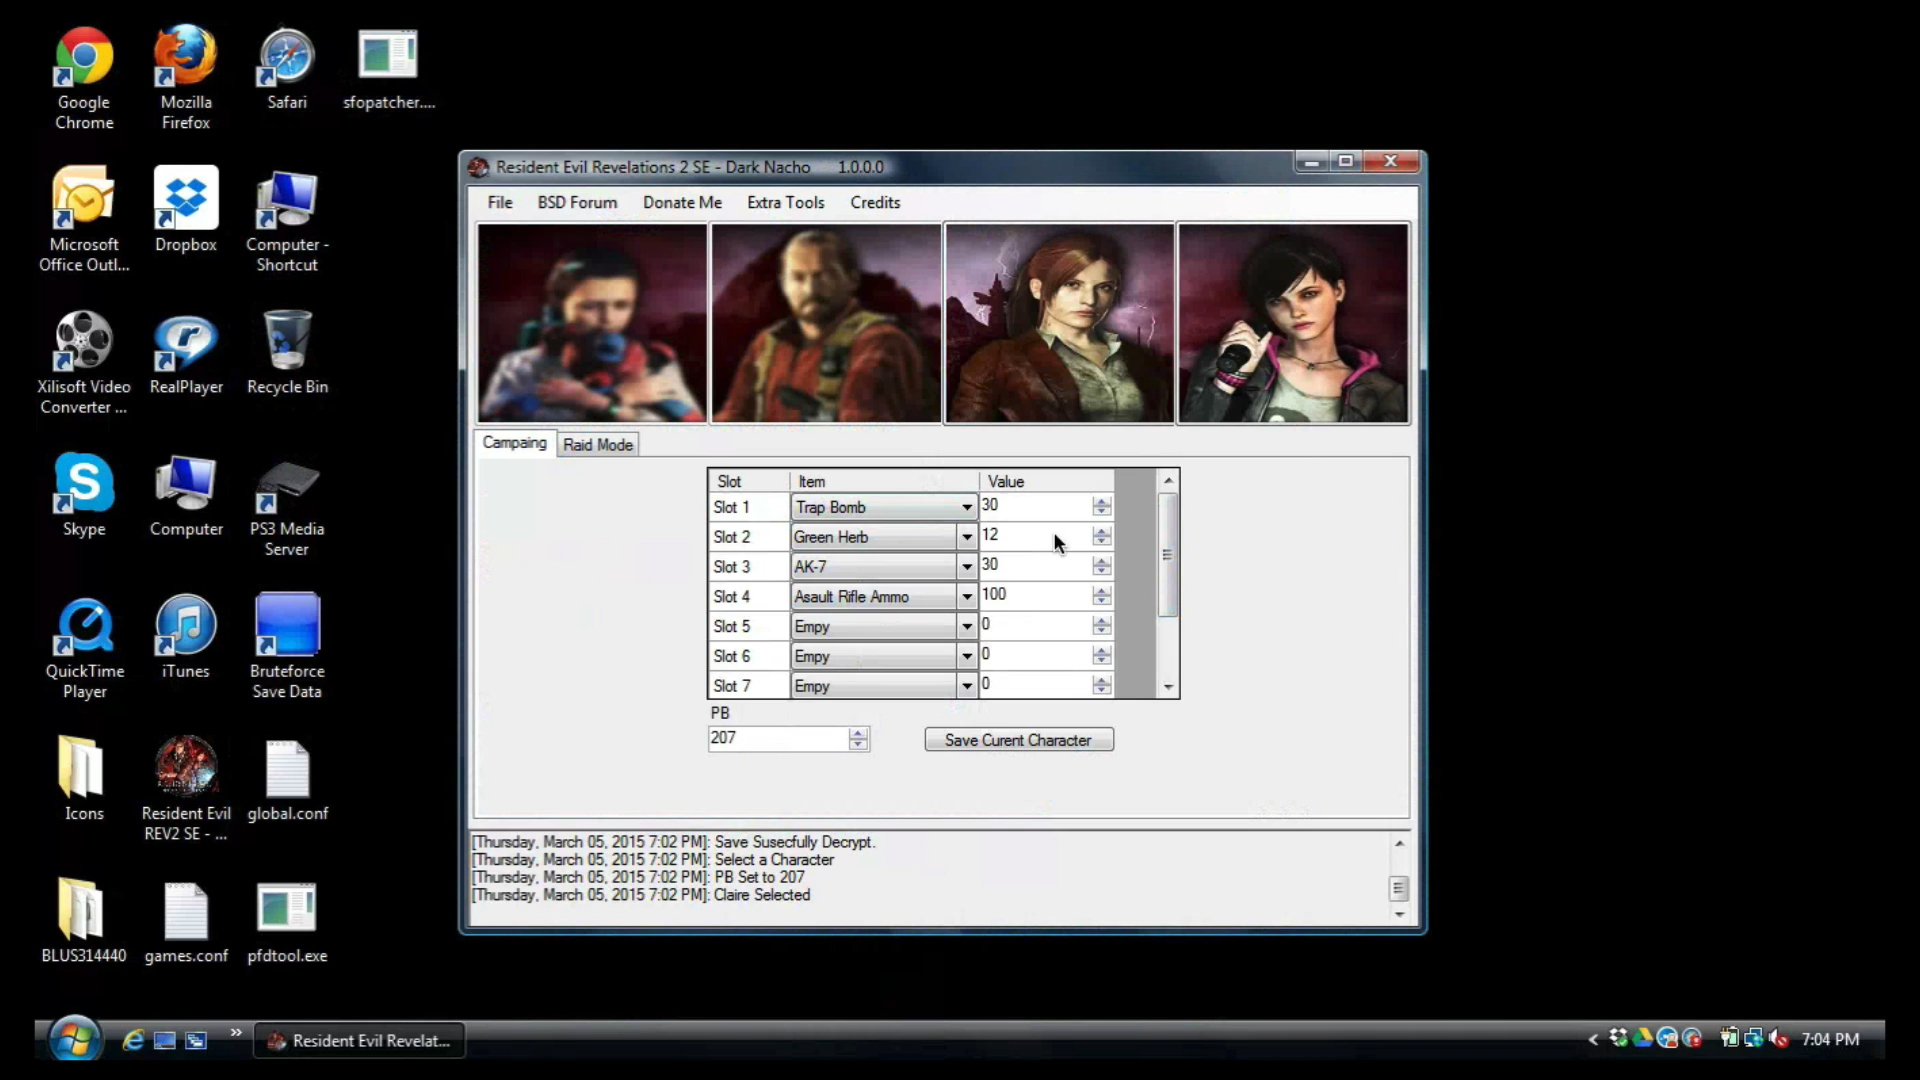 Google
Chrome
Mozilla
Firefox
Safari
sfopatcher....
Microsoft
Office Outl...
Dropbox
Computer -
Shortcut
Xilisoft Video
Converter ...
RealPlayer
Recycle Bin
Skype
Computer
PS3 Media
Server
QuickTime
Player
iTunes
Bruteforce
Save Data
Icons
Resident Evil
REV2 SE - ...
global.conf
BLUS314440
games.conf
pfdtool.exe
Resident Evil Revelations 2 SE - Dark Nacho 1.0.0.0
File BSD Forum Donate Me Extra Tools Credits
Campaing Raid Mode
Slot Item Value
Slot 1 Trap Bomb 30
Slot 2 Green Herb 12
Slot 3 AK-7 30
Slot 4 Asault Rifle Ammo 100
Slot 5 Empy 0
Slot 6 Empy 0
Slot 7 Empy 0
PB
207
Save Curent Character
[Thursday, March 05, 2015 7:02 PM]: Save Susecfully Decrypt.
[Thursday, March 05, 2015 7:02 PM]: Select a Character
[Thursday, March 05, 2015 7:02 PM]: PB Set to 207
[Thursday, March 05, 2015 7:02 PM]: Claire Selected
Resident Evil Revelat...
7:04 PM